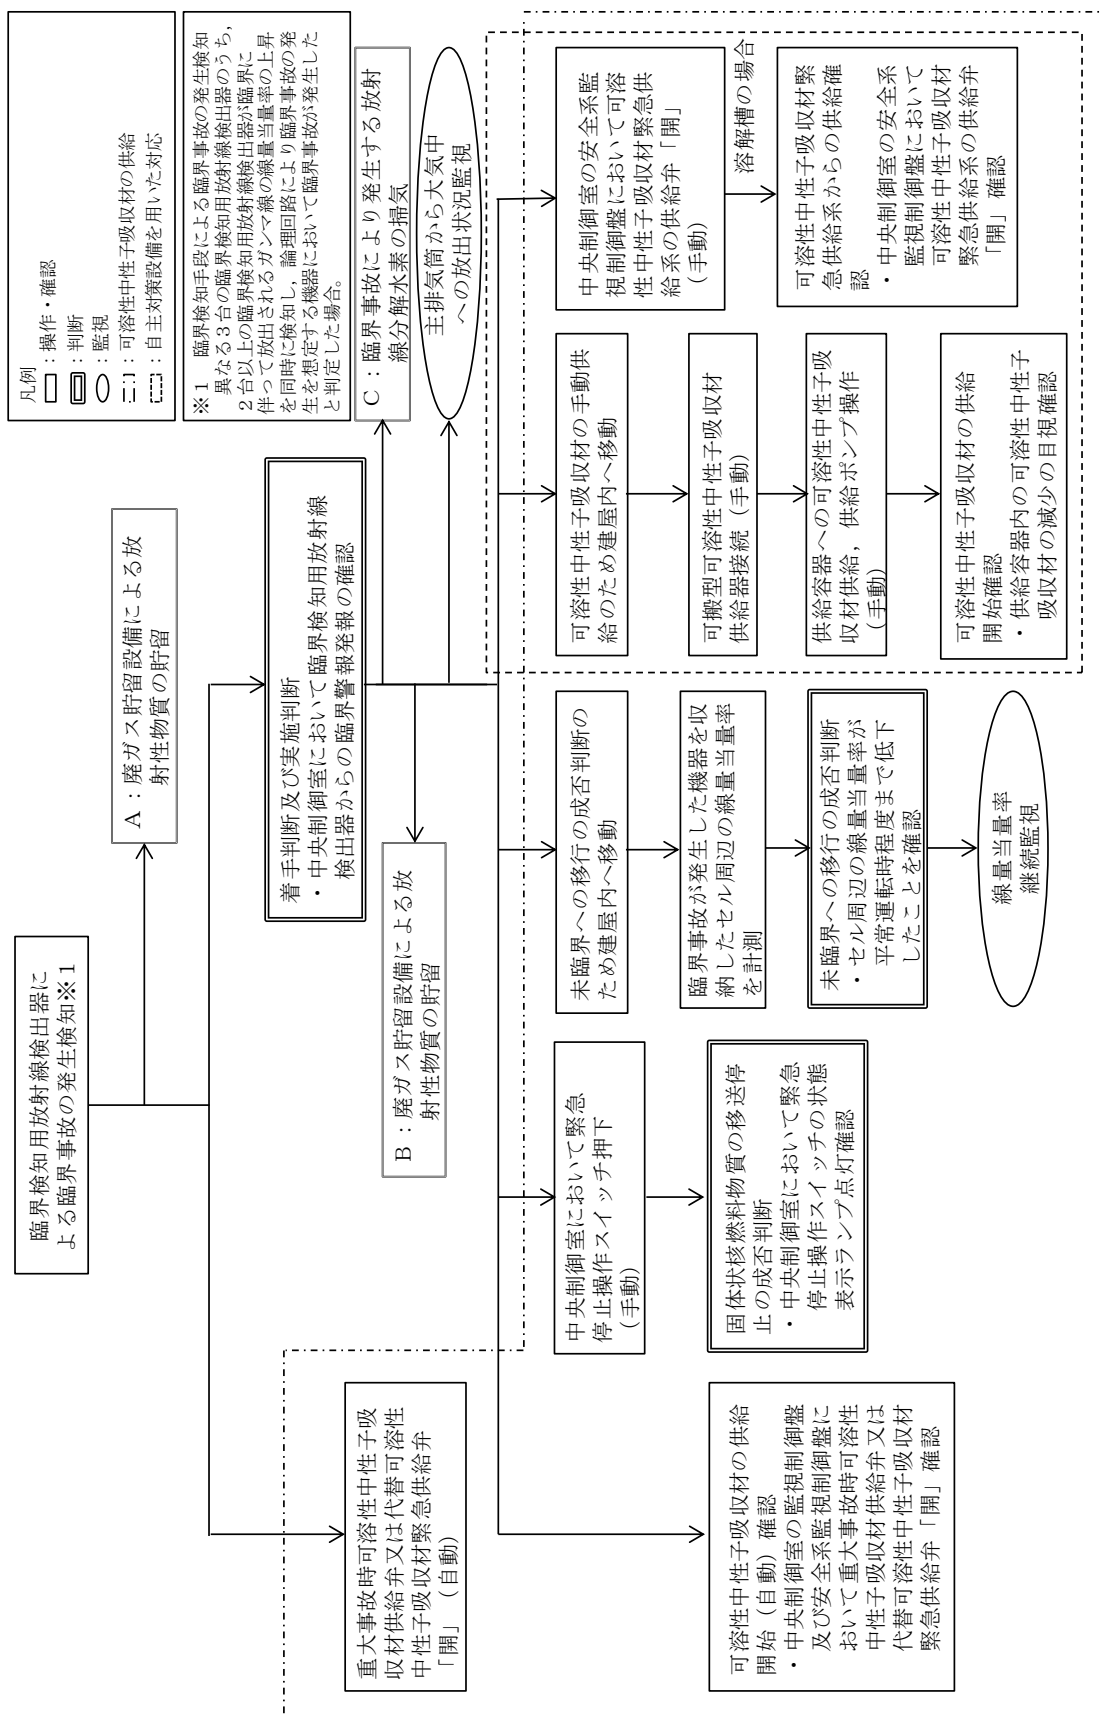 臨界検知用放射線検出器に
よる臨界事故の発生検知※1
凡例
：操作・確認
：判断
：監視
：可溶性中性子吸収材の供給
：自主対策設備を用いた対応
※1　臨界検知手段による臨界事故の発生検知
異なる3台の臨界検知用放射線検出器のうち，
2台以上の臨界検知用放射線検出器が臨界に
伴って放出されるガンマ線の線量当量率の上昇
を同時に検知し，論理回路により臨界事故の発
生を想定する機器において臨界事故が発生した
と判定した場合。
A：廃ガス貯留設備による放
射性物質の貯留
着手判断及び実施判断
・中央制御室において臨界検知用放射線
検出器からの臨界警報発報の確認
B：廃ガス貯留設備による放
射性物質の貯留
C：臨界事故により発生する放射
線分解水素の掃気
主排気筒から大気中
への放出状況監視
重大事故時可溶性中性子吸
収材供給弁又は代替可溶性
中性子吸収材緊急供給弁
「開」（自動）
可溶性中性子吸収材の供給
開始（自動）確認
・中央制御室の監視制御盤
及び安全系監視制御盤に
おいて重大事故時可溶性
中性子吸収材供給弁又は
代替可溶性中性子吸収材
緊急供給弁「開」確認
中央制御室において緊急
停止操作スイッチ押下
（手動）
固体状核燃料物質の移送停
止の成否判断
・中央制御室において緊急
停止操作スイッチの状態
表示ランプ点灯確認
未臨界への移行の成否判断の
ため建屋内へ移動
臨界事故が発生した機器を収
納したセル周辺の線量当量率
を計測
未臨界への移行の成否判断
・セル周辺の線量当量率が
平常運転時程度まで低下
したことを確認
線量当量率
継続監視
可溶性中性子吸収材の手動供
給のため建屋内へ移動
可搬型可溶性中性子吸収材
供給器接続（手動）
供給容器への可溶性中性子吸
収材供給，供給ポンプ操作
（手動）
可溶性中性子吸収材の供給
開始確認
・供給容器内の可溶性中性子
吸収材の減少の目視確認
中央制御室の安全系監
視制御盤において可溶
性中性子吸収材緊急供
給系の供給弁「開」
（手動）
溶解槽の場合
可溶性中性子吸収材緊
急供給系からの供給確
認
・中央制御室の安全系
監視制御盤において
可溶性中性子吸収材
緊急供給系の供給弁
「開」確認